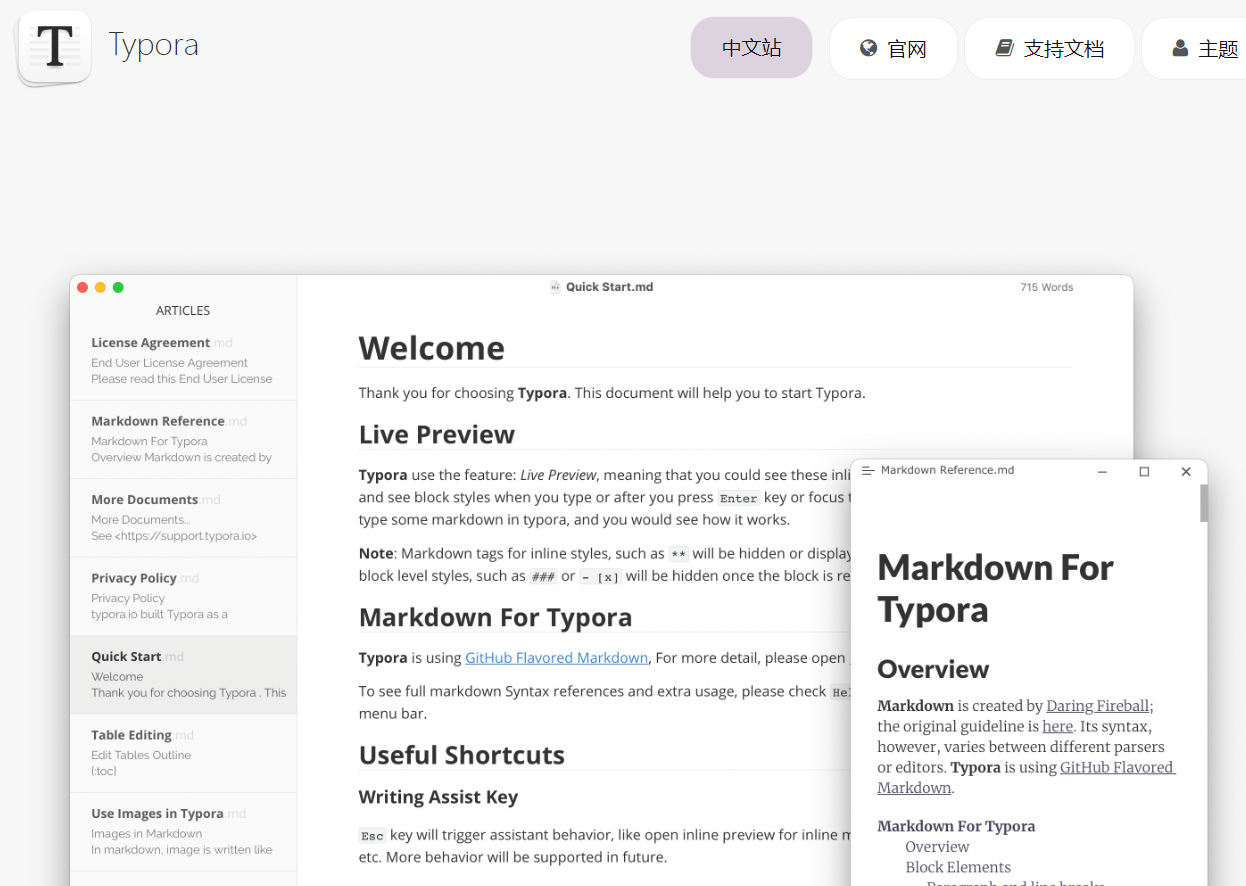 T Typora
中文站 官网 支持文档 主题
Quick Start.md
715 Words
ARTICLES
License Agreement.md
End User License Agreement
Please read this End User License
Markdown Reference.md
Markdown For Typora
Overview Markdown is created by
More Documents.md
More Documents...
See <https://support.typora.io>
Privacy Policy.md
Privacy Policy
typora.io built Typora as a
Quick Start.md
Welcome
Thank you for choosing Typora . This
Table Editing.md
Edit Tables Outline
[:toc]
Use Images in Typora.md
Images in Markdown
In markdown, image is written like
Welcome
Thank you for choosing Typora. This document will help you to start Typora.
Live Preview
Typora use the feature: Live Preview, meaning that you could see these inli
and see block styles when you type or after you press Enter key or focus
type some markdown in typora, and you would see how it works.
Note: Markdown tags for inline styles, such as ** will be hidden or display
block level styles, such as ### or - [x] will be hidden once the block is re
Markdown For Typora
Typora is using GitHub Flavored Markdown, For more detail, please open
To see full markdown Syntax references and extra usage, please check He
menu bar.
Useful Shortcuts
Writing Assist Key
Esc key will trigger assistant behavior, like open inline preview for inline m
etc. More behavior will be supported in future.
Markdown Reference.md
Markdown For
Typora
Overview
Markdown is created by Daring Fireball;
the original guideline is here. Its syntax,
however, varies between different parsers
or editors. Typora is using GitHub Flavored
Markdown.
Markdown For Typora
Overview
Block Elements
Paragraph and line breaks